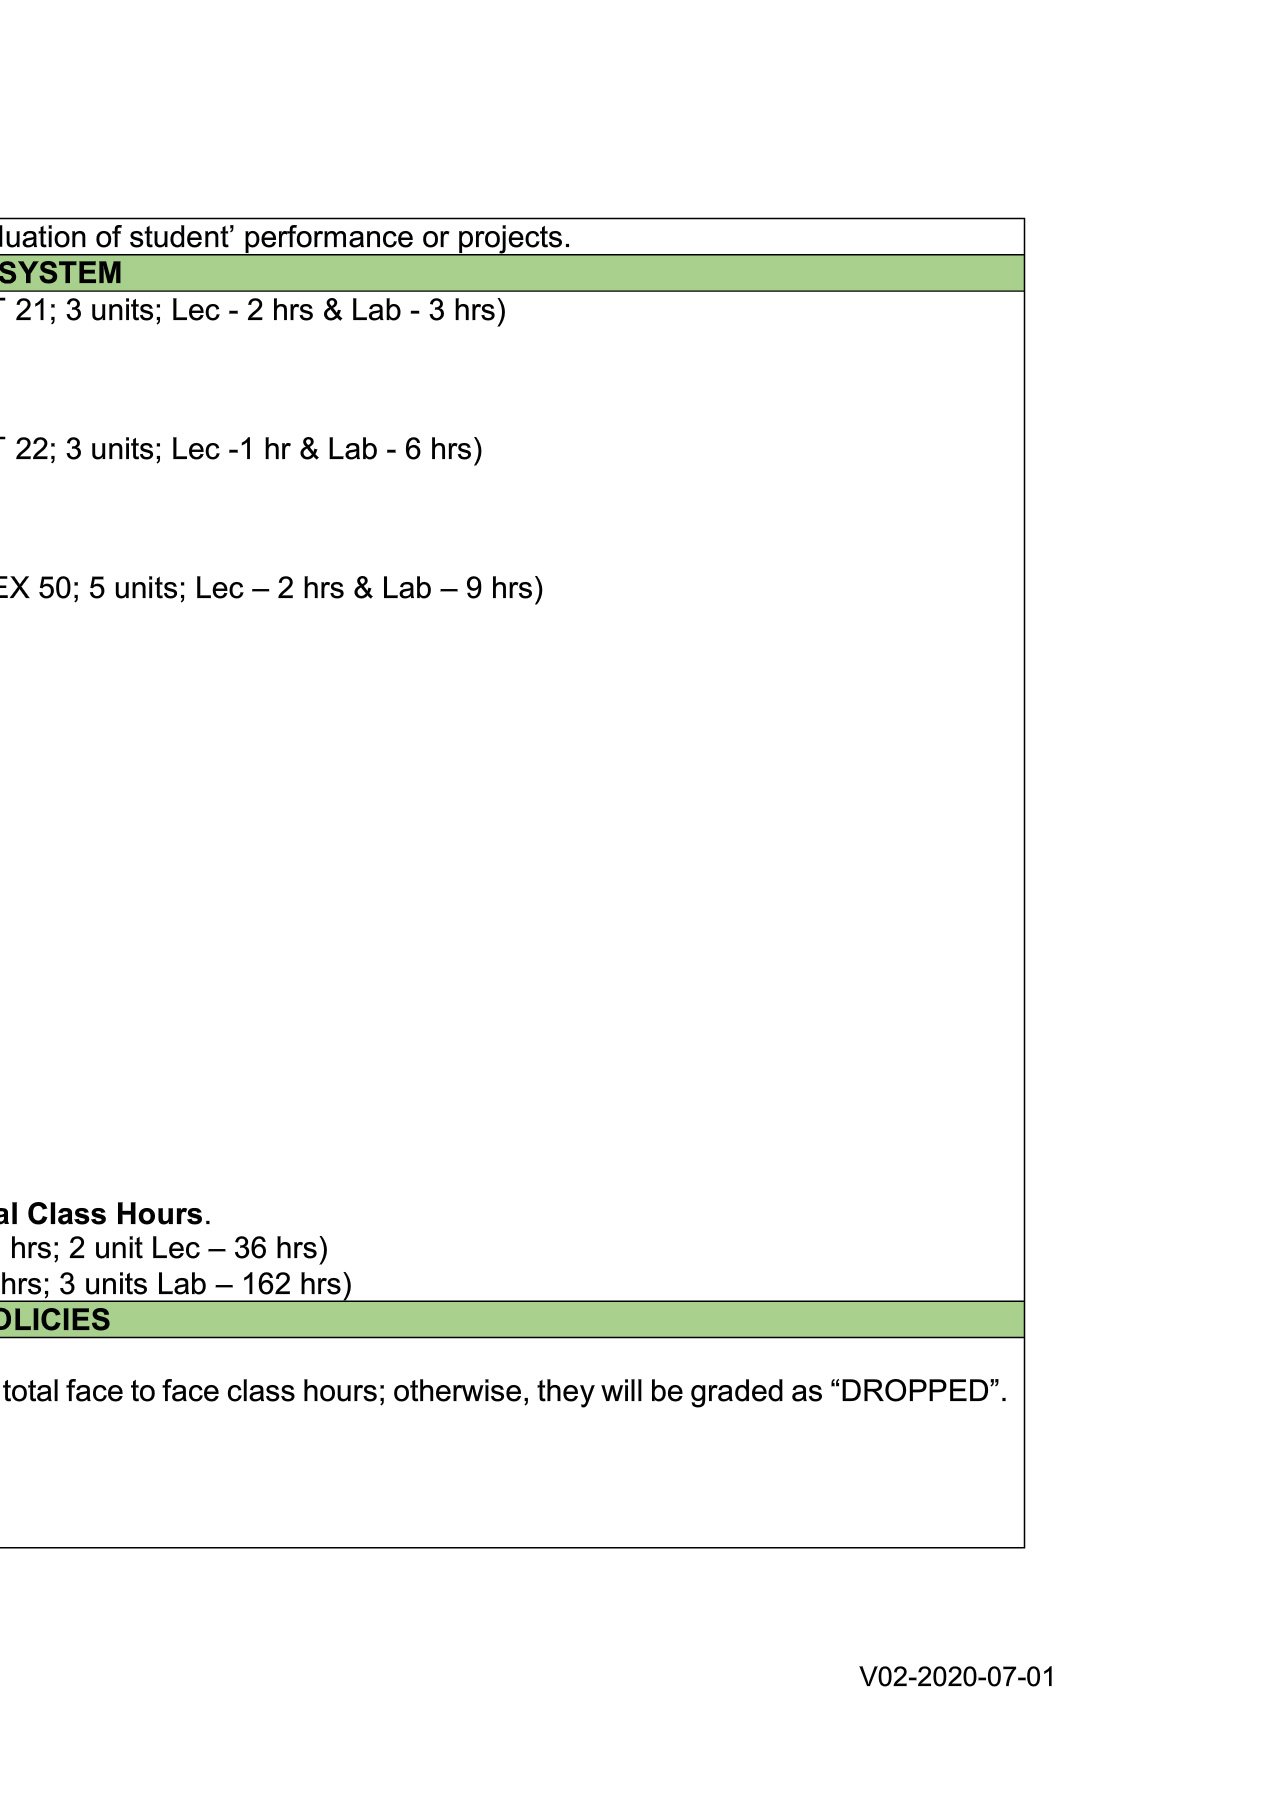 luation of student’ performance or projects.
SYSTEM
21; 3 units; Lec - 2 hrs & Lab - 3 hrs)
22; 3 units; Lec -1 hr & Lab - 6 hrs)
EX 50; 5 units; Lec – 2 hrs & Lab – 9 hrs)
al Class Hours.
hrs; 2 unit Lec – 36 hrs)
hrs; 3 units Lab – 162 hrs)
OLICIES
total face to face class hours; otherwise, they will be graded as “DROPPED”.
V02-2020-07-01